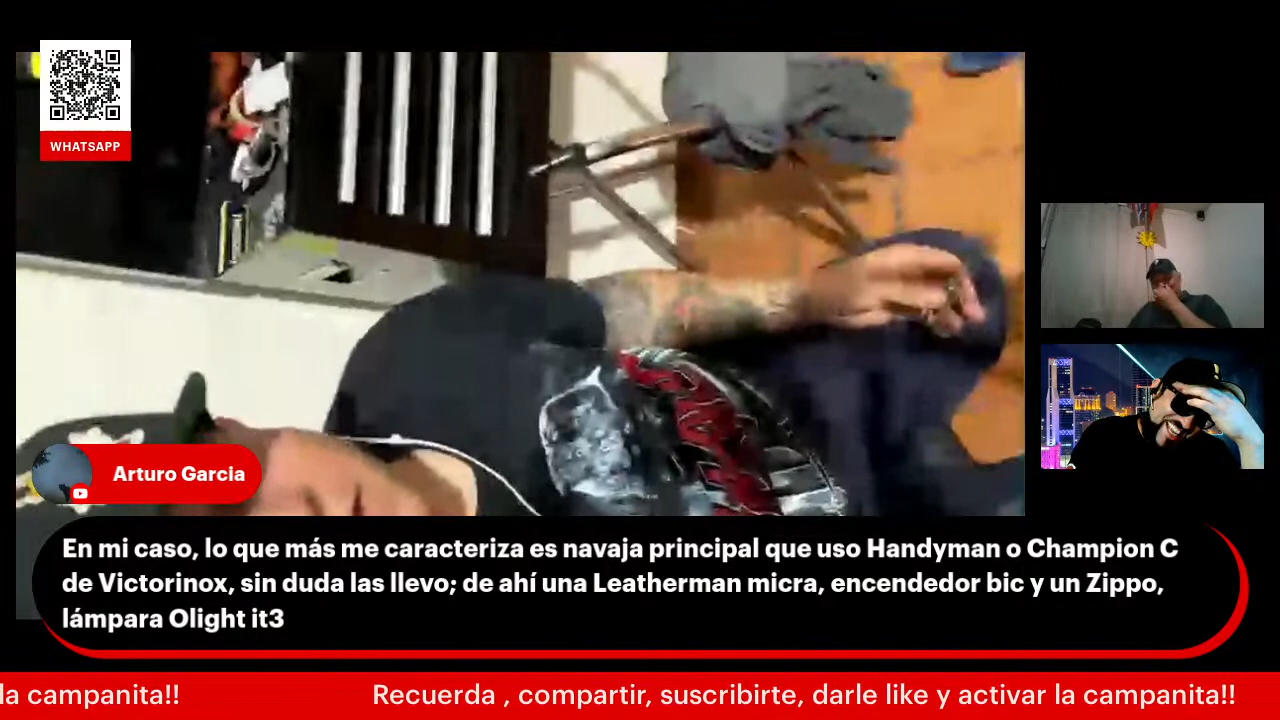 WHATSAPP
Arturo Garcia
En mi caso, lo que más me caracteriza es navaja principal que uso Handyman o Champion C
de Victorinox, sin duda las llevo; de ahí una Leatherman micra, encendedor bic y un Zippo,
lámpara Olight it3
la campanita!! Recuerda , compartir, suscribirte, darle like y activar la campanita!!